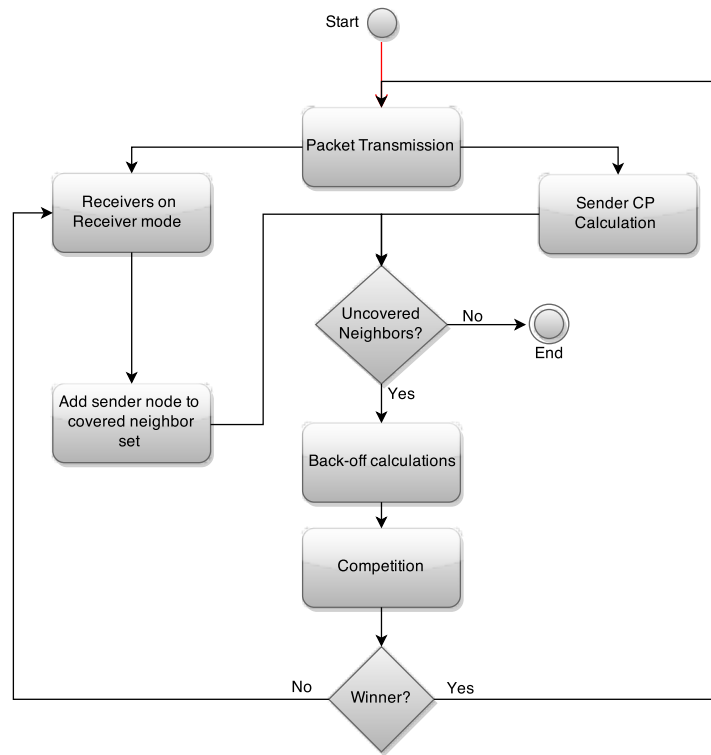 Start
Packet Transmission
Receivers on
Receiver mode
Sender CP
Calculation
Uncovered
Neighbors?
No
End
Yes
Add sender node to
covered neighbor
set
Back-off calculations
Competition
Winner?
No
Yes